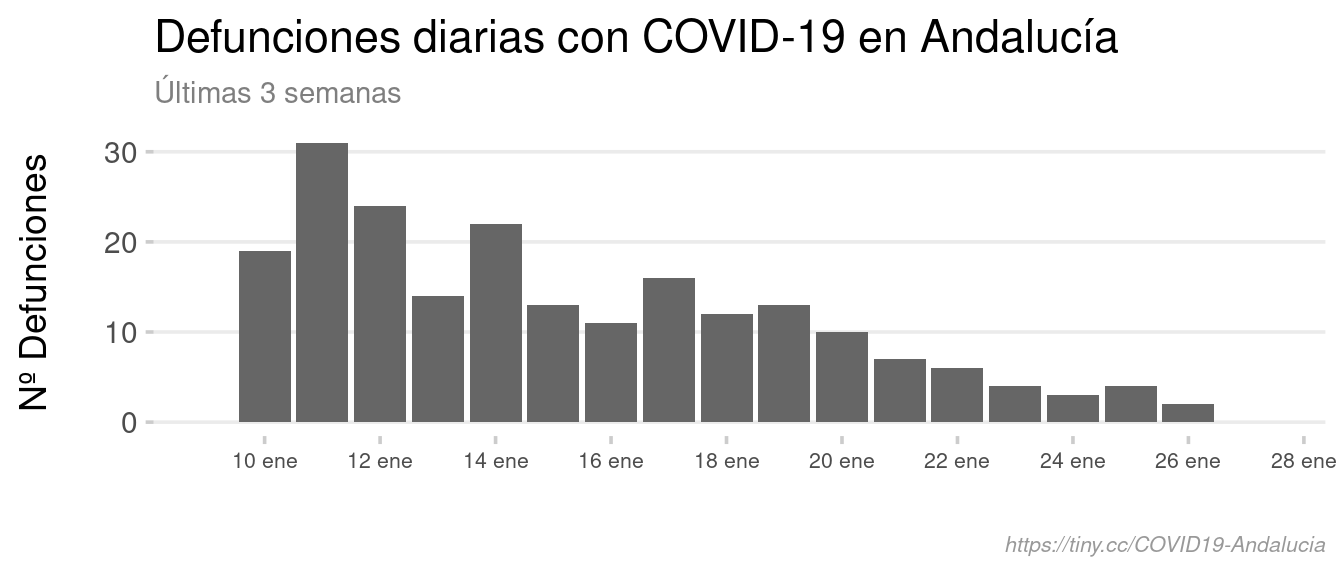 Defunciones diarias con COVID-19 en Andalucía
Últimas 3 semanas
Nº Defunciones
30
20
10
0
10 ene 12 ene 14 ene 16 ene 18 ene 20 ene 22 ene 24 ene 26 ene 28 ene
https://tiny.cc/COVID19-Andalucia